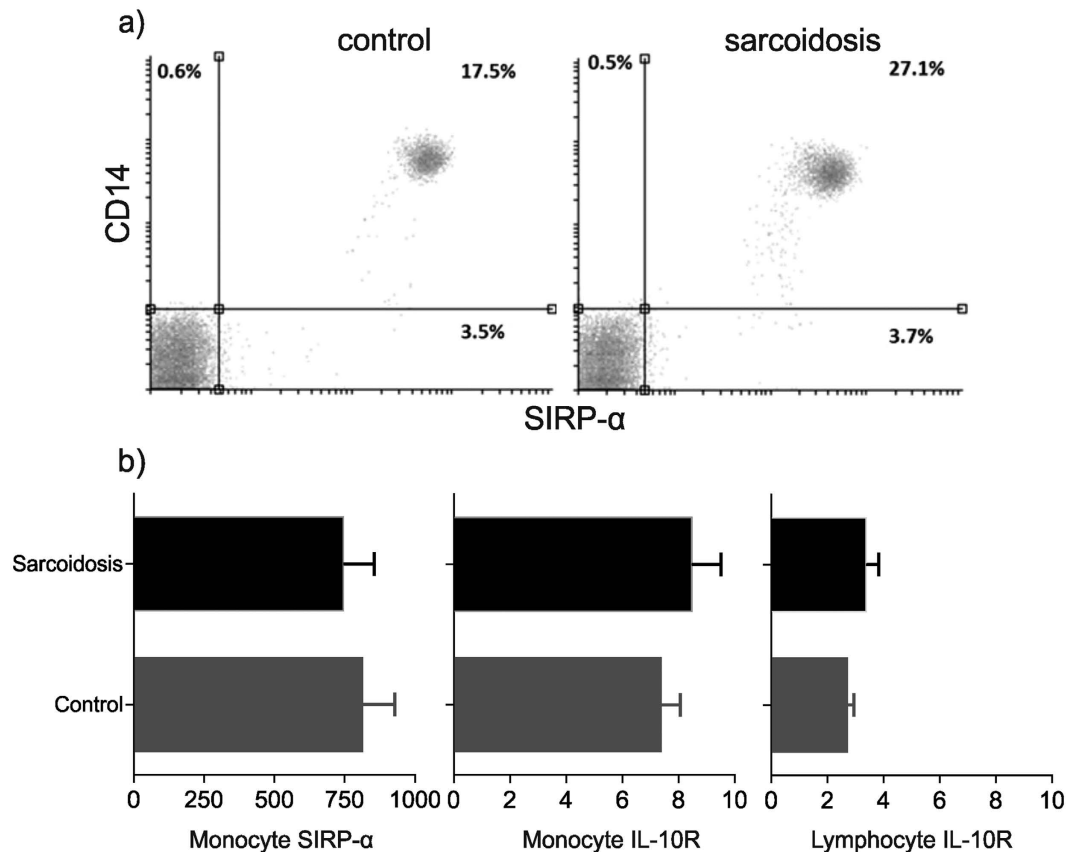 a)
control
sarcoidosis
0.6%
17.5%
0.5%
27.1%
CD14
3.5%
3.7%
SIRP-α
b)
0 250 500 750 1000
0 2 4 6 8 10
0 2 4 6 8 10
Sarcoidosis
Control
Monocyte SIRP-α
Monocyte IL-10R
Lymphocyte IL-10R